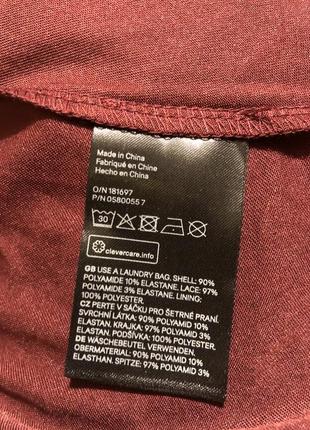 Made in China
Fabriqué en Chine
Hecho en China
O/N 181697
P/N 05800557
30
clevercare.info
GB USE A LAUNDRY BAG. SHELL: 90%
POLYAMIDE 10% ELASTANE. LACE: 97%
POLYAMIDE 3% ELASTANE. LINING:
100% POLYESTER.
CZ PERTE V SÁČKU PRO ŠETRNÉ PRANÍ.
SVRCHNÍ LÁTKA: 90% POLYAMID 10%
ELASTAN, KRAJKA: 97% POLYAMID 3%
ELASTAN. PODŠÍVKA: 100% POLYESTER.
DE WÄSCHEBEUTEL VERWENDEN.
OBERMATERIAL: 90% POLYAMID 10%
ELASTHAN. SPITZE: 97% POLYAMID 3%